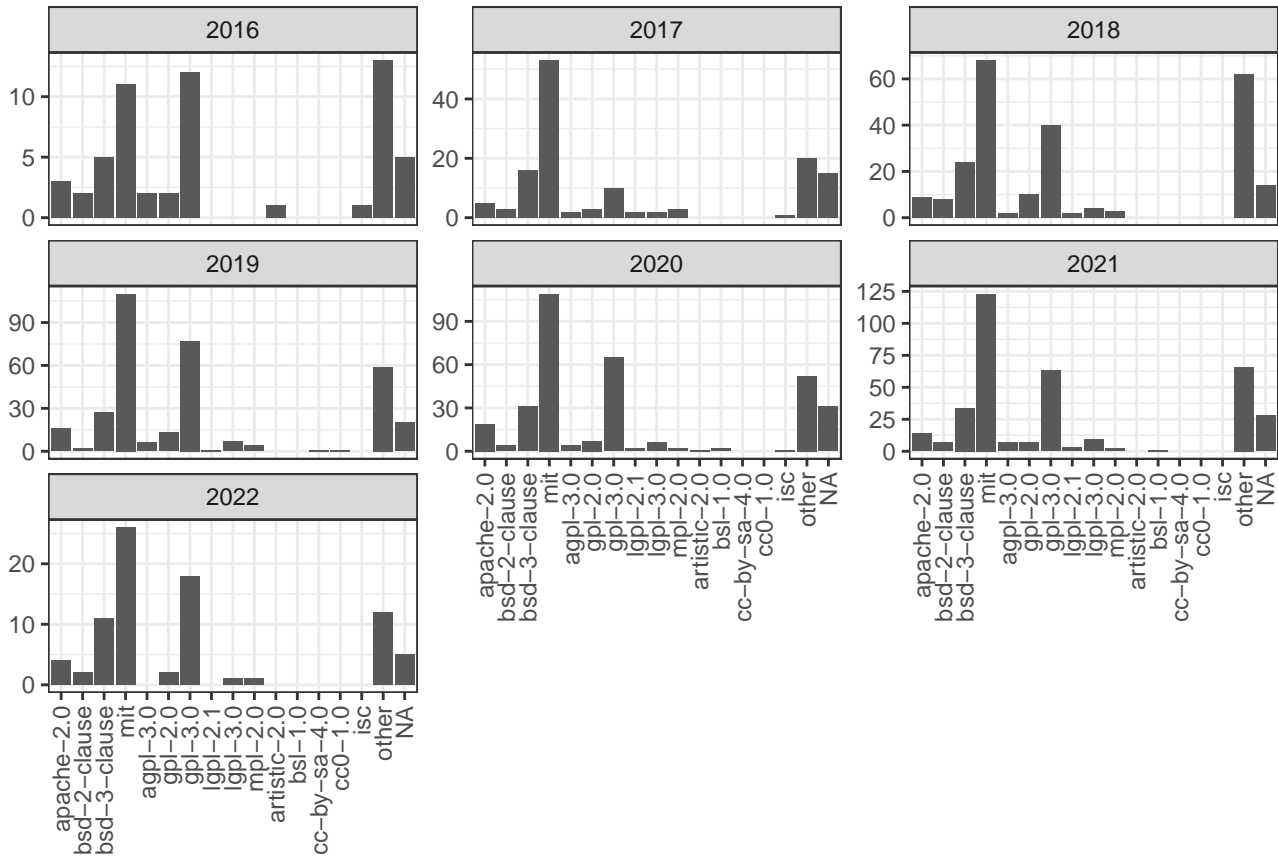 2016 2017 2018
10
5
0
40
20
0
60
40
20
0
2019 2020 2021
90
60
30
0
90
60
30
0
125
100
75
50
25
0
apache−2.0
bsd−2−clause
bsd−3−clause
mit
agpl−3.0
gpl−2.0
gpl−3.0
lgpl−2.1
lgpl−3.0
mpl−2.0
artistic−2.0
bsl−1.0
cc−by−sa−4.0
cc0−1.0
isc
other
NA
apache−2.0
bsd−2−clause
bsd−3−clause
mit
agpl−3.0
gpl−2.0
gpl−3.0
lgpl−2.1
lgpl−3.0
mpl−2.0
artistic−2.0
bsl−1.0
cc−by−sa−4.0
cc0−1.0
isc
other
NA
2022
20
10
0
apache−2.0
bsd−2−clause
bsd−3−clause
mit
agpl−3.0
gpl−2.0
gpl−3.0
lgpl−2.1
lgpl−3.0
mpl−2.0
artistic−2.0
bsl−1.0
cc−by−sa−4.0
cc0−1.0
isc
other
NA